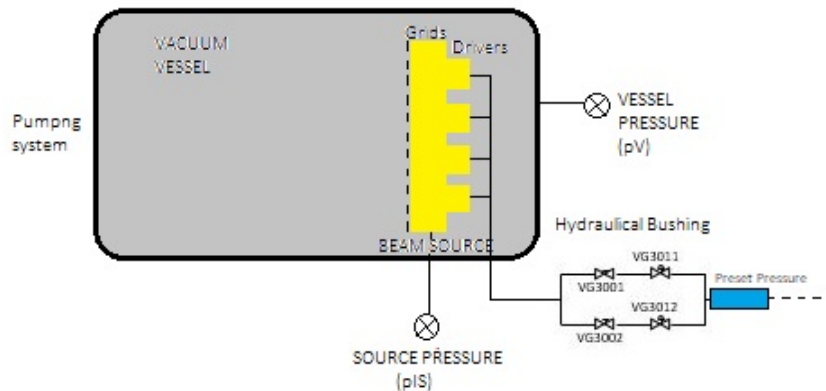 Grids
VACUUM
VESSEL
Drivers
Pumpng
system
VESSEL
PRESSURE
(pV)
BEAM SOURCE
Hydraulical Bushing
VG3011
VG3001
Preset Pressure
VG3012
VG3002
SOURCE PRESSURE
(pIS)